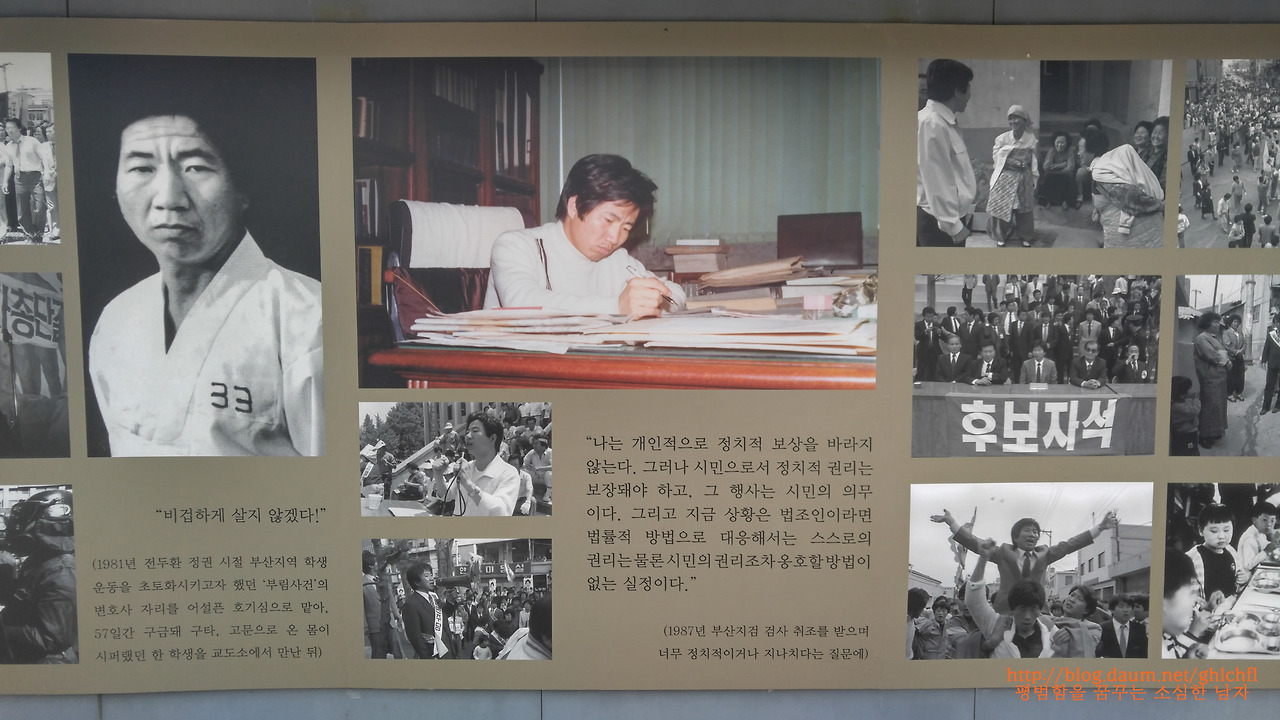 가총단
33
"비겁하게 살지 않겠다!"
(1981년 전두환 정권 시절 부산지역 학생
운동을 초토화시키고자 했던 '부림사건'의
변호사 자리를 어설픈 호기심으로 맡아,
57일간 구금돼 구타, 고문으로 온 몸이
시퍼랬던 한 학생을 교도소에서 만난 뒤)
"나는 개인적으로 정치적 보상을 바라지
않는다. 그러나 시민으로서 정치적 권리는
보장돼야 하고, 그 행사는 시민의 의무
이다. 그리고 지금 상황은 법조인이라면
법률적 방법으로 대응해서는 스스로의
권리는 물론 시민의 권리조차 옹호할 방법이
없는 실정이다."
(1987년 부산지검 검사 취조를 받으며
너무 정치적이거나 지나치다는 질문에)
후보자석
http://blog.daum.net/ghlchfl
평범함을 꿈꾸는 소심한 남자